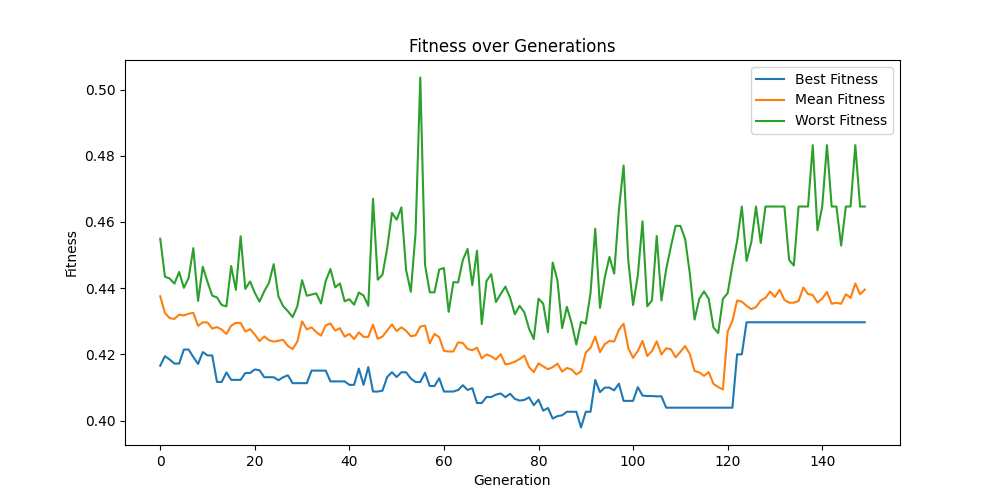 Fitness over Generations
Best Fitness
Mean Fitness
Worst Fitness
0.50
0.48
0.46
0.44
0.42
0.40
Fitness
0 20 40 60 80 100 120 140
Generation